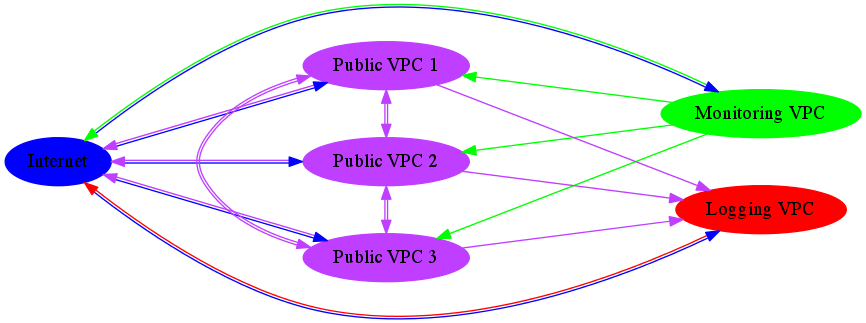 Public VPC 1
Monitoring VPC
Internet
Public VPC 2
Logging VPC
Public VPC 3